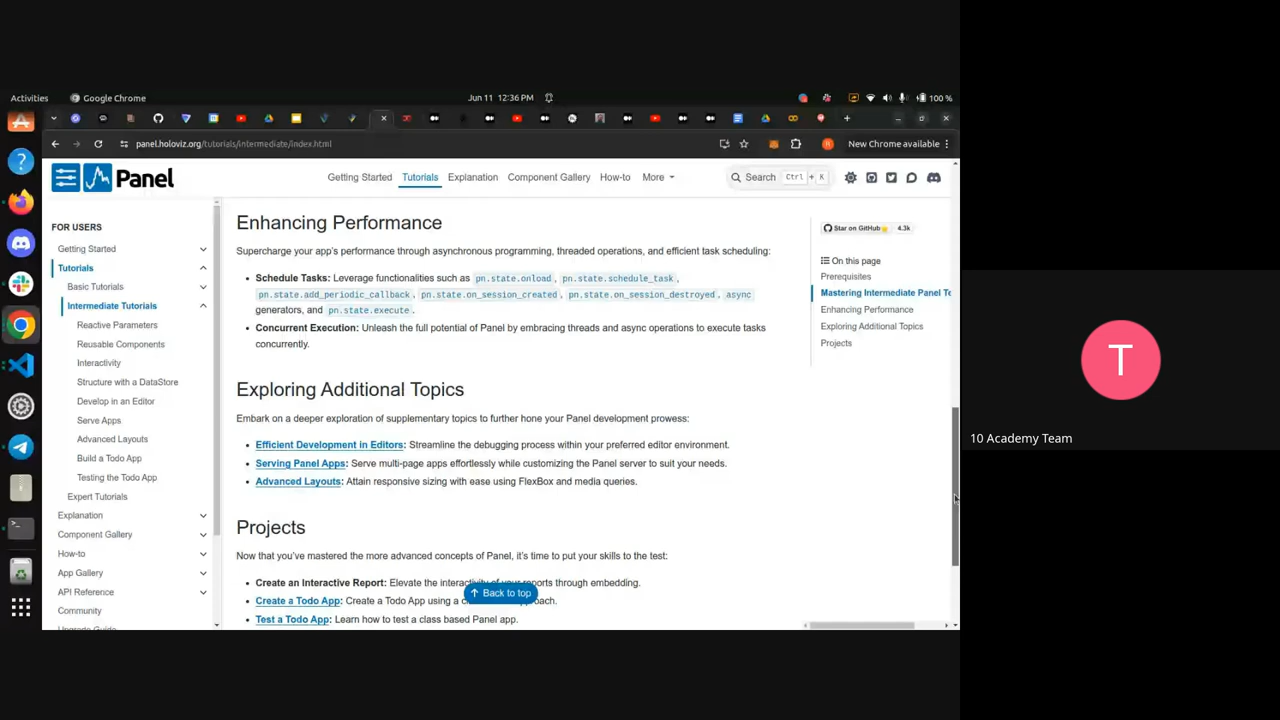 Activities
Google Chrome
Jun 11 12:36 PM
100 %
panel.holoviz.org/tutorials/intermediate/index.html
New Chrome available
Panel
Getting Started
Tutorials
Explanation
Component Gallery
How-to
More
Search
Ctrl + K
FOR USERS
Getting Started
Tutorials
Basic Tutorials
Intermediate Tutorials
Reactive Parameters
Reusable Components
Interactivity
Structure with a DataStore
Develop in an Editor
Serve Apps
Advanced Layouts
Build a Todo App
Testing the Todo App
Expert Tutorials
Explanation
Component Gallery
How-to
App Gallery
API Reference
Community
Upgrade Guide
Enhancing Performance
Supercharge your app's performance through asynchronous programming, threaded operations, and efficient task scheduling:
• Schedule Tasks: Leverage functionalities such as pn.state.onload, pn.state.schedule_task,
pn.state.add_periodic_callback, pn.state.on_session_created, pn.state.on_session_destroyed, async
generators, and pn.state.execute.
• Concurrent Execution: Unleash the full potential of Panel by embracing threads and async operations to execute tasks
concurrently.
Exploring Additional Topics
Embark on a deeper exploration of supplementary topics to further hone your Panel development prowess:
• Efficient Development in Editors: Streamline the debugging process within your preferred editor environment.
• Serving Panel Apps: Serve multi-page apps effortlessly while customizing the Panel server to suit your needs.
• Advanced Layouts: Attain responsive sizing with ease using FlexBox and media queries.
Projects
Now that you've mastered the more advanced concepts of Panel, it's time to put your skills to the test:
• Create an Interactive Report: Elevate the interactivity of your reports through embedding.
• Create a Todo App: Create a Todo App using a
• Test a Todo App: Learn how to test a class based Panel app.
Back to top
Star on GitHub
4.3k
On this page
Prerequisites
Mastering Intermediate Panel To
Enhancing Performance
Exploring Additional Topics
Projects
T
10 Academy Team